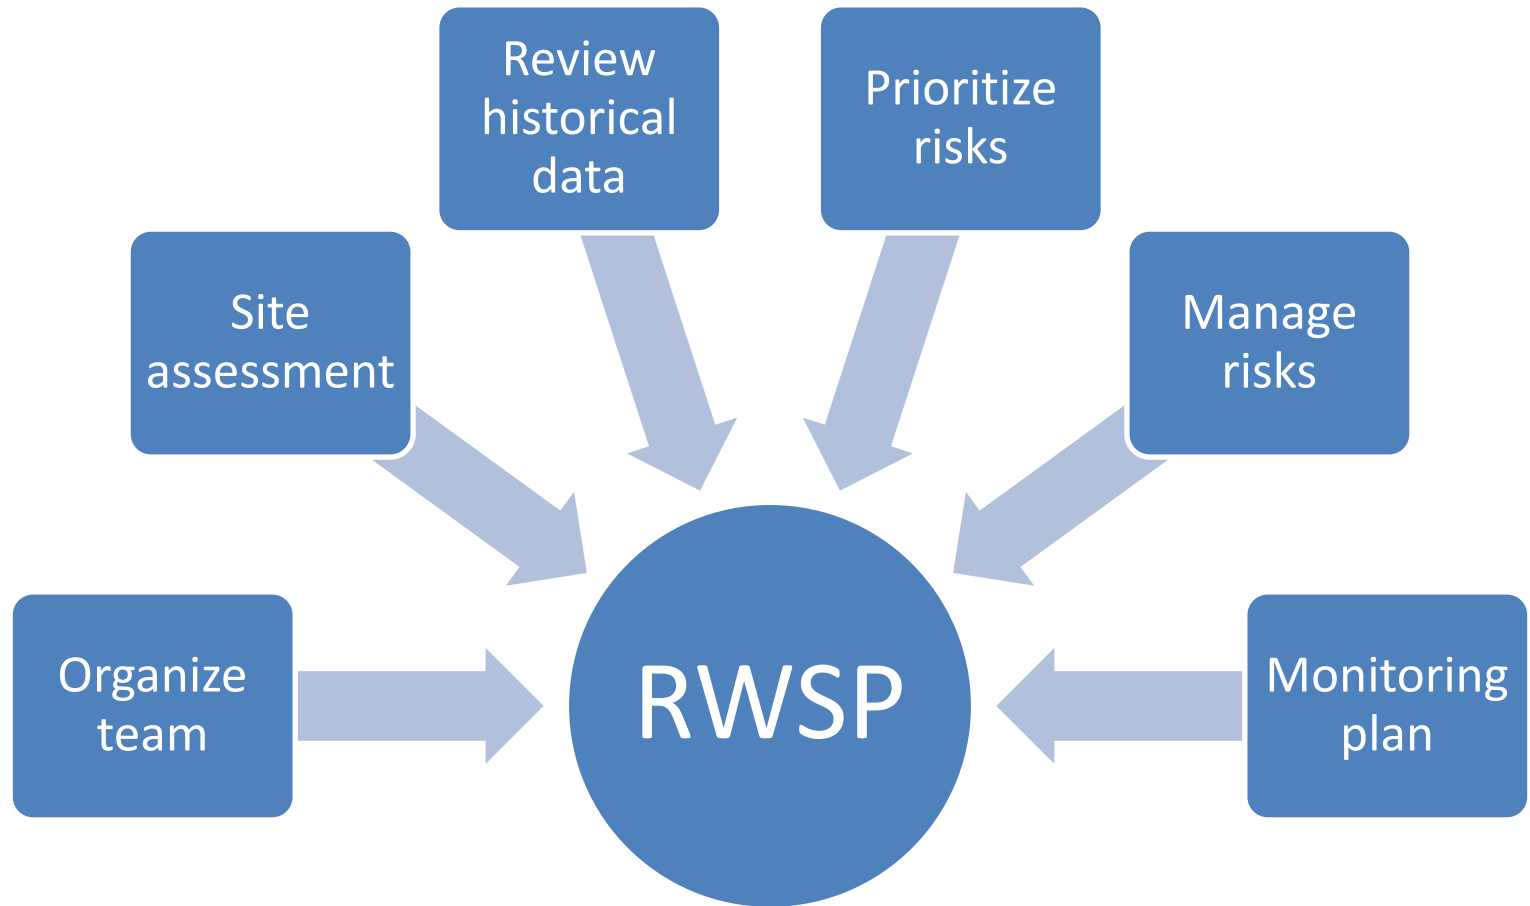 Review
historical
data
Prioritize
risks
Site
assessment
Manage
risks
Organize
team
RWSP
Monitoring
plan